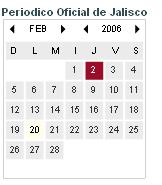 Periodico Oficial de Jalisco
FEB 2006
D L M M J V S
1 2 3 4
5 6 7 8 9 10 11
12 13 14 15 16 17 18
19 20 21 22 23 24 25
26 27 28